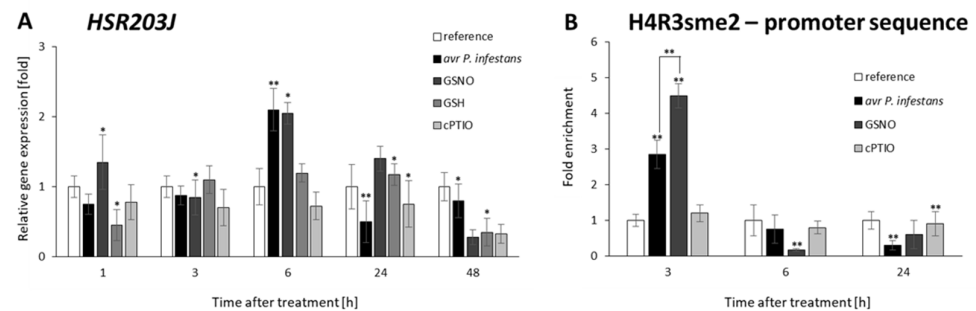 A HSR203J
Relative gene expression [fold]
3
2
1
0
reference
avr P. infestans
GSNO
GSH
cPTIO
*
*
*
**
*
**
*
*
*
*
1 3 6 24 48
Time after treatment [h]
B H4R3sme2 – promoter sequence
Fold enrichment
6
5
4
3
2
1
0
reference
avr P. infestans
GSNO
cPTIO
**
**
**
**
**
**
3 6 24
Time after treatment [h]